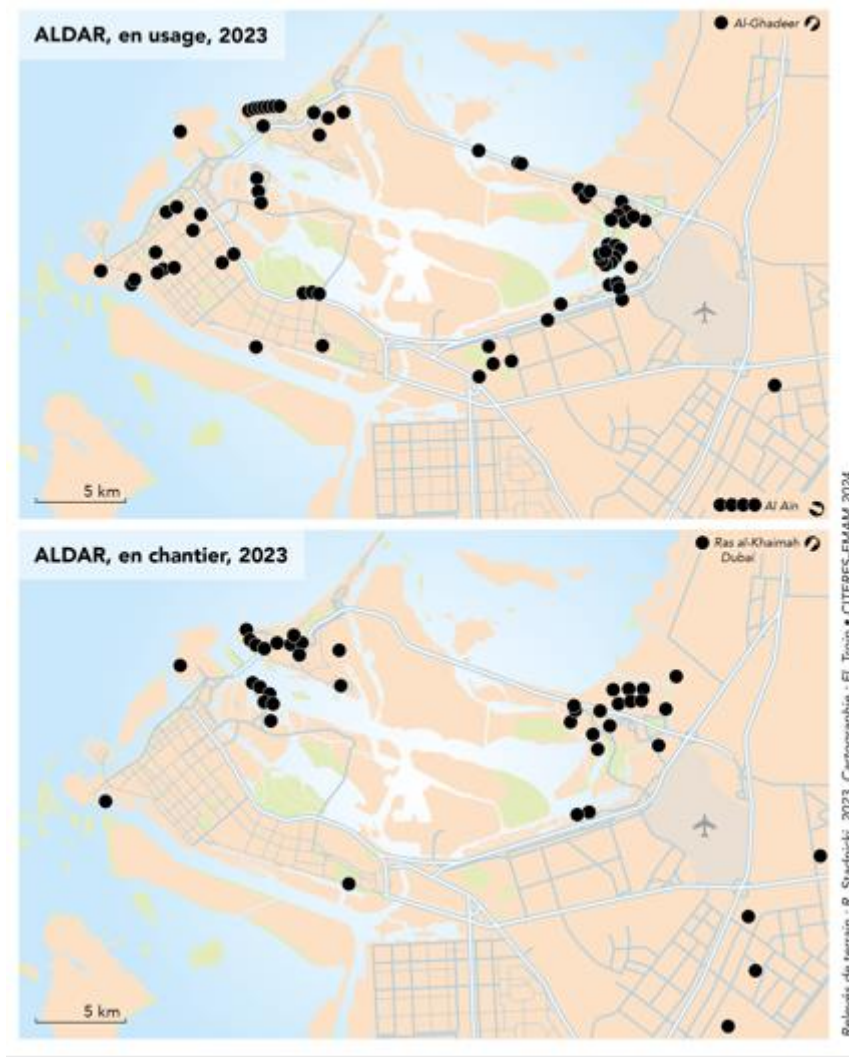 ALDAR, en usage, 2023
Al-Ghadeer
5 km
Al Ain
ALDAR, en chantier, 2023
Ras al-Khaimah
Dubai
5 km
Relevés de terrain : R. Stadnicki, 2023. Cartographie : Fl. Troin • CITERES-EMAM 2024